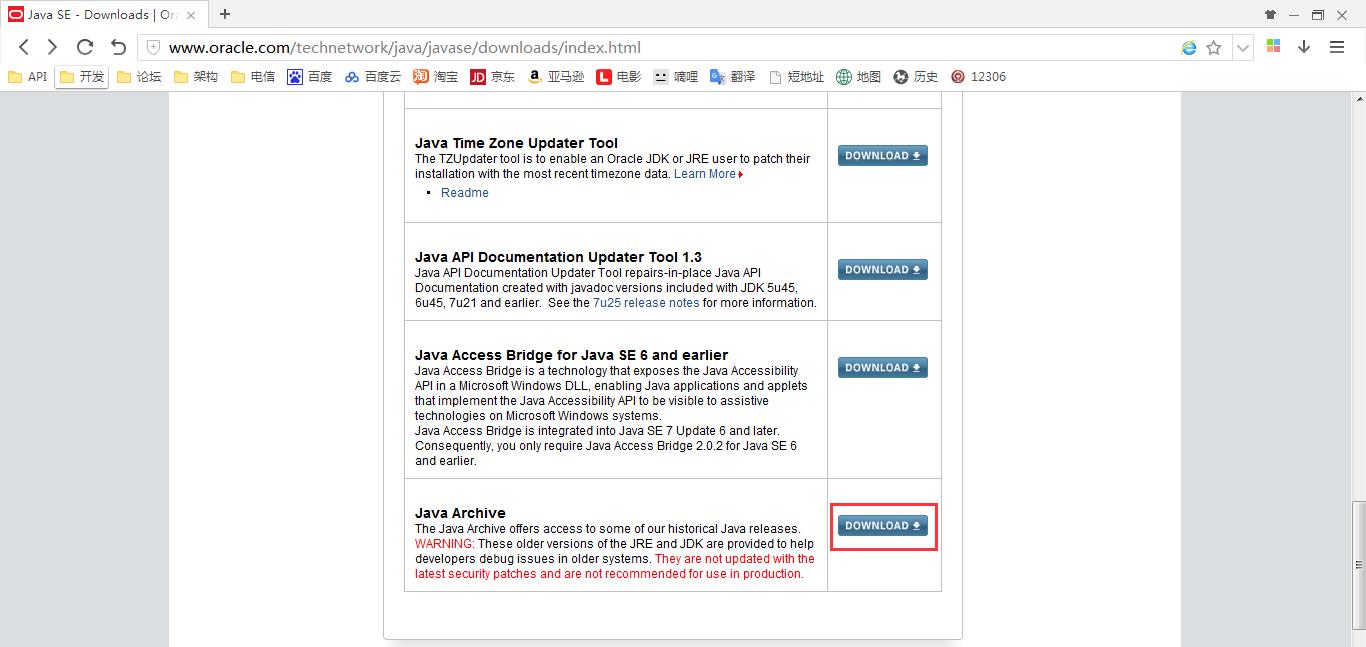 Java SE - Downloads | Ora
www.oracle.com/technetwork/java/javase/downloads/index.html
API 开发 论坛 架构 电信 百度 百度云 淘宝 JD 京东 a 亚马逊 L 电影 嘀哩 翻译 短地址 地图 历史 12306
Java Time Zone Updater Tool
The TZUpdater tool is to enable an Oracle JDK or JRE user to patch their
installation with the most recent timezone data. Learn More
Readme
DOWNLOAD
Java API Documentation Updater Tool 1.3
Java API Documentation Updater Tool repairs-in-place Java API
Documentation created with javadoc versions included with JDK 5u45,
6u45, 7u21 and earlier. See the 7u25 release notes for more information.
DOWNLOAD
Java Access Bridge for Java SE 6 and earlier
Java Access Bridge is a technology that exposes the Java Accessibility
API in a Microsoft Windows DLL, enabling Java applications and applets
that implement the Java Accessibility API to be visible to assistive
technologies on Microsoft Windows systems.
Java Access Bridge is integrated into Java SE 7 Update 6 and later.
Consequently, you only require Java Access Bridge 2.0.2 for Java SE 6
and earlier.
DOWNLOAD
Java Archive
The Java Archive offers access to some of our historical Java releases.
WARNING: These older versions of the JRE and JDK are provided to help
developers debug issues in older systems. They are not updated with the
latest security patches and are not recommended for use in production.
DOWNLOAD